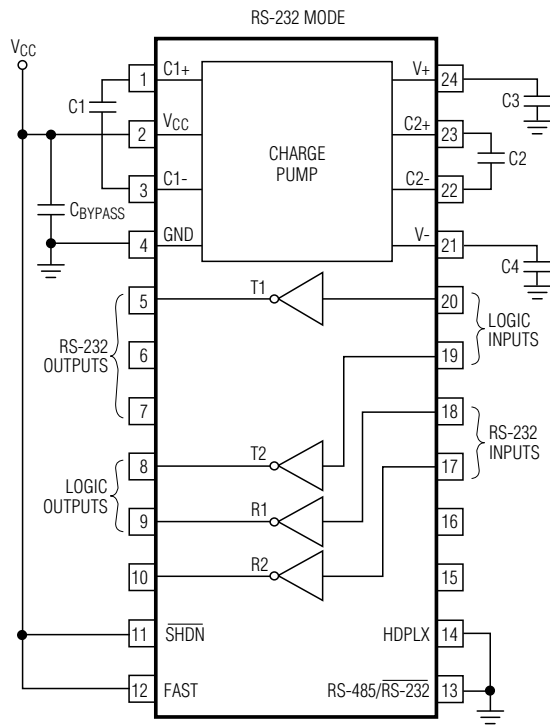 RS-232 MODE
VCC
1
C1+
V+
24
C1
C3
2
VCC
C2+
23
CHARGE
PUMP
C2
3
C1-
C2-
22
CBYPASS
4
GND
V-
21
C4
5
T1
20
LOGIC
INPUTS
RS-232
OUTPUTS
6
19
7
18
RS-232
INPUTS
8
T2
17
LOGIC
OUTPUTS
9
R1
16
10
R2
15
11
SHDN
HDPLX
14
12
FAST
RS-485/RS-232
13